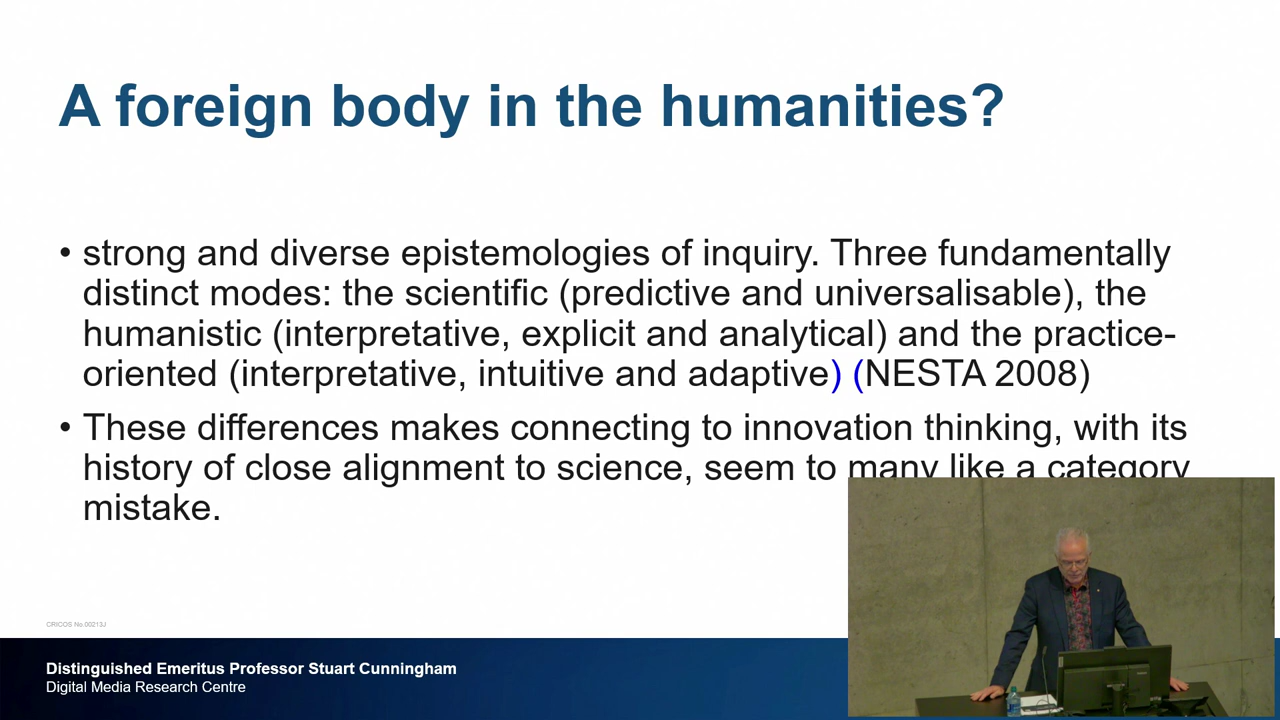 A foreign body in the humanities?
• strong and diverse epistemologies of inquiry. Three fundamentally
distinct modes: the scientific (predictive and universalisable), the
humanistic (interpretative, explicit and analytical) and the practice-
oriented (interpretative, intuitive and adaptive) (NESTA 2008)
• These differences makes connecting to innovation thinking, with its
history of close alignment to science, seem to many like a category
mistake.
CRICOS No.00213J
Distinguished Emeritus Professor Stuart Cunningham
Digital Media Research Centre